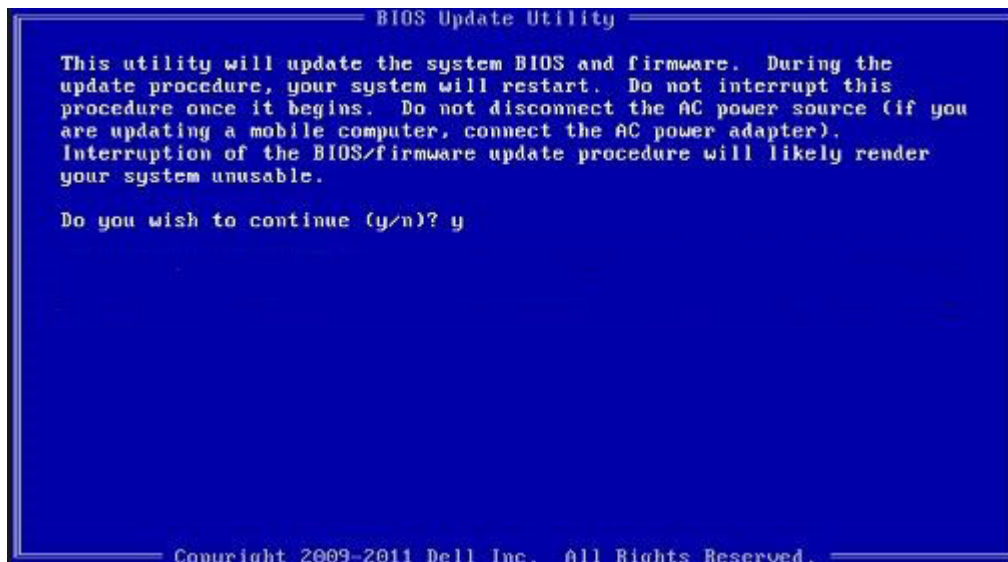 BIOS Update Utility
This utility will update the system BIOS and firmware.  During the
update procedure, your system will restart.  Do not interrupt this
procedure once it begins.  Do not disconnect the AC power source (if you
are updating a mobile computer, connect the AC power adapter).
Interruption of the BIOS/firmware update procedure will likely render
your system unusable.
Do you wish to continue (y/n)? y
Copyright 2009-2011 Dell Inc.  All Rights Reserved.